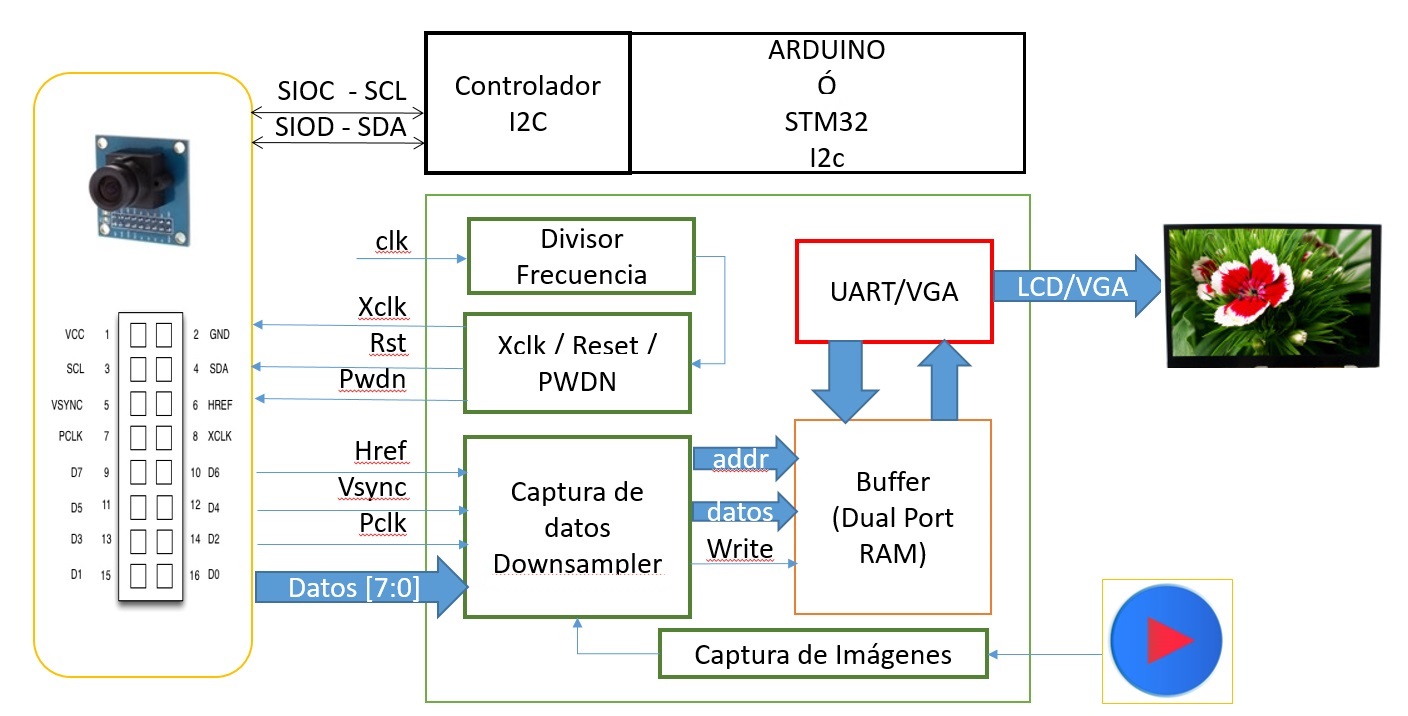 SIOC - SCL
SIOD - SDA
Controlador
I2C
ARDUINO
Ó
STM32
I2c
clk
Divisor
Frecuencia
Xclk
Rst
Pwdn
Xclk / Reset /
PWDN
UART/VGA
LCD/VGA
VCC 1 2 GND
SCL 3 4 SDA
VSYNC 5 6 HREF
PCLK 7 8 XCLK
D7 9 10 D6
D5 11 12 D4
D3 13 14 D2
D1 15 16 D0
Href
Vsync
Pclk
Datos [7:0]
Captura de
datos
Downsampler
addr
datos
Write
Buffer
(Dual Port
RAM)
Captura de Imágenes